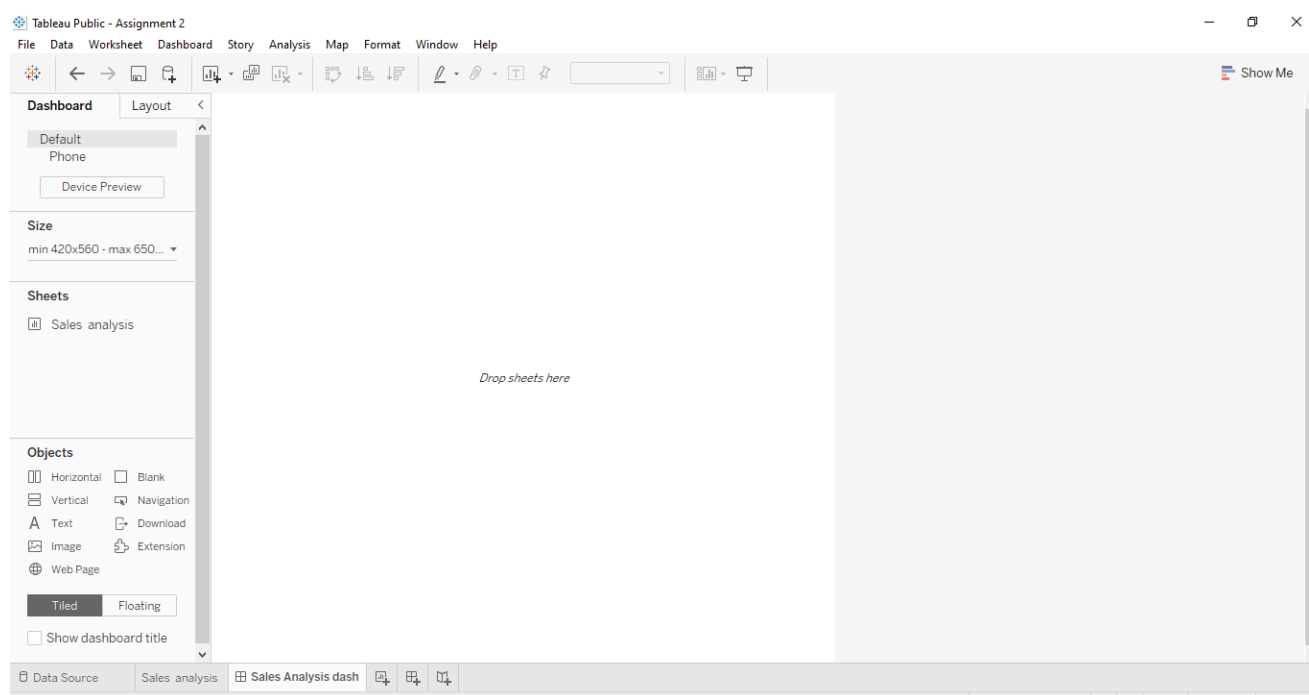 Tableau Public - Assignment 2
File Data Worksheet Dashboard Story Analysis Map Format Window Help
Show Me
Dashboard Layout
Default
Phone
Device Preview
Size
min 420x560 - max 650...
Sheets
Sales analysis
Drop sheets here
Objects
Horizontal Blank
Vertical Navigation
A Text Download
Image Extension
Web Page
Tiled Floating
Show dashboard title
Data Source Sales analysis Sales Analysis dash